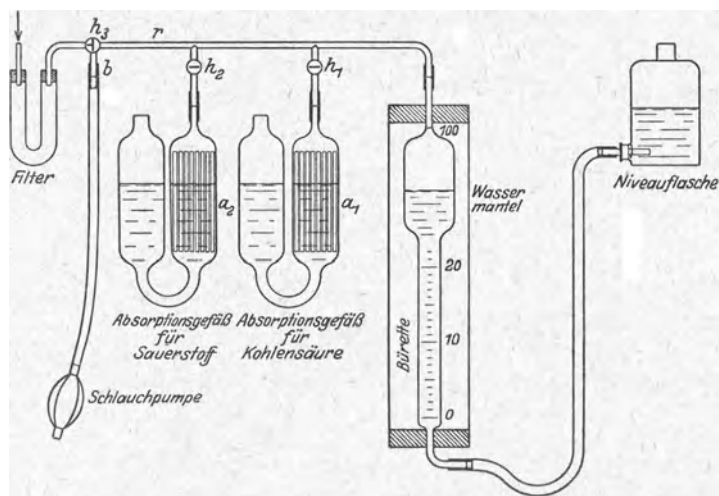 h3
r
b
h2
h1
Filter
a2
a1
100
Wasser
mantel
Niveauflasche
20
10
0
Bürette
Absorptionsgefäß
für
Sauerstoff
Absorptionsgefäß
für
Kohlensäure
Schlauchpumpe